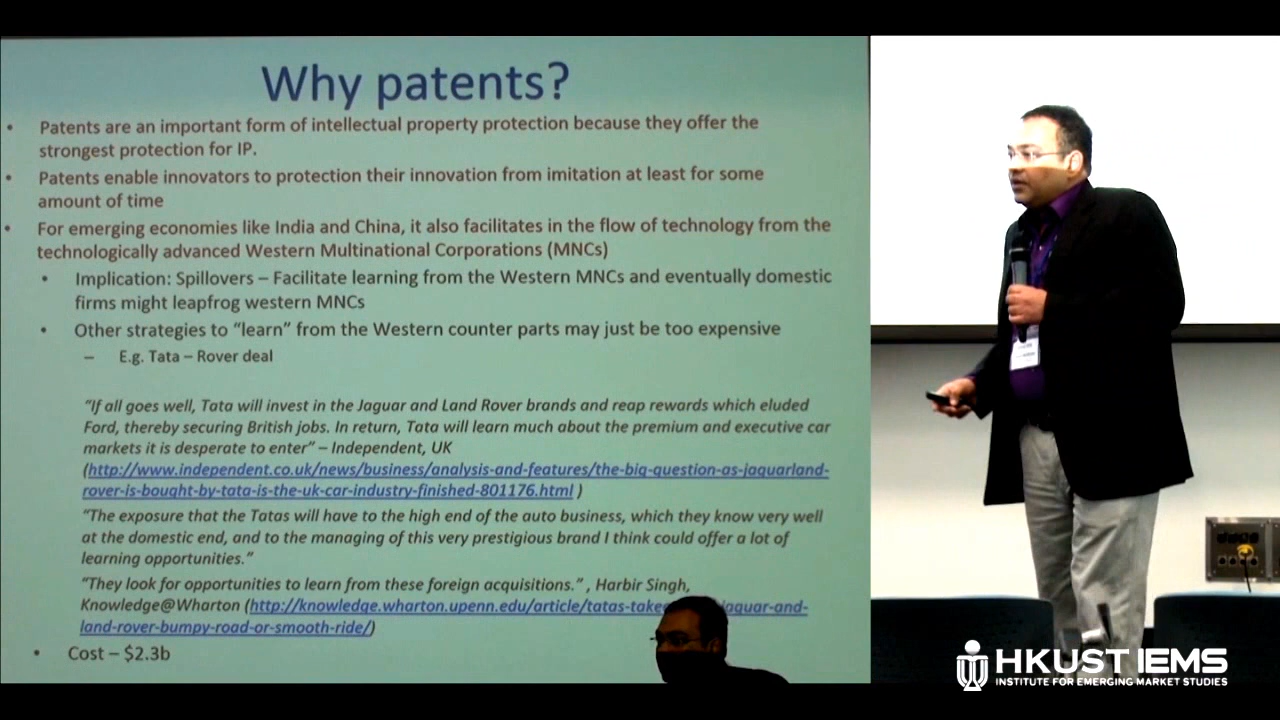 Why patents?
• Patents are an important form of intellectual property protection because they offer the
strongest protection for IP.
• Patents enable innovators to protection their innovation from imitation at least for some
amount of time
• For emerging economies like India and China, it also facilitates in the flow of technology from the
technologically advanced Western Multinational Corporations (MNCs)
• Implication: Spillovers – Facilitate learning from the Western MNCs and eventually domestic
firms might leapfrog western MNCs
• Other strategies to “learn” from the Western counter parts may just be too expensive
– E.g. Tata – Rover deal
“If all goes well, Tata will invest in the Jaguar and Land Rover brands and reap rewards which eluded
Ford, thereby securing British jobs. In return, Tata will learn much about the premium and executive car
markets it is desperate to enter” – Independent, UK
(http://www.independent.co.uk/news/business/analysis-and-features/the-big-question-as-jaguarland-
rover-is-bought-by-tata-is-the-uk-car-industry-finished-801176.html )
“The exposure that the Tatas will have to the high end of the auto business, which they know very well
at the domestic end, and to the managing of this very prestigious brand I think could offer a lot of
learning opportunities.”
“They look for opportunities to learn from these foreign acquisitions.” , Harbir Singh,
Knowledge@Wharton (http://knowledge.wharton.upenn.edu/article/tatas-take jaguar-and-
land-rover-bumpy-road-or-smooth-ride/)
• Cost – $2.3b
HKUST IEMS
INSTITUTE FOR EMERGING MARKET STUDIES